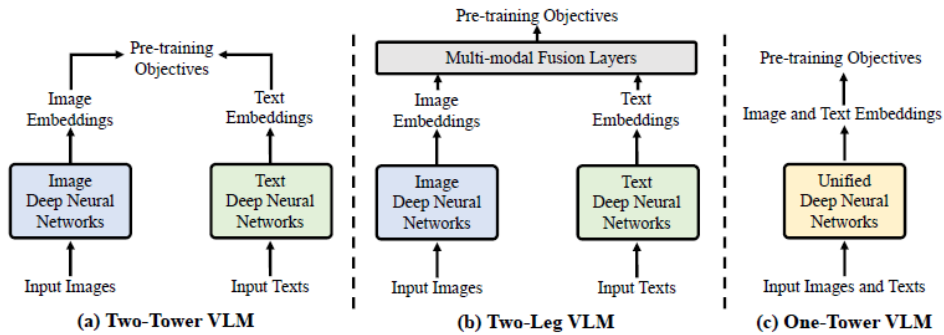 Pre-training
Objectives
Image
Embeddings
Text
Embeddings
Image
Deep Neural
Networks
Text
Deep Neural
Networks
Input Images
Input Texts
(a) Two-Tower VLM
Pre-training Objectives
Multi-modal Fusion Layers
Image
Embeddings
Text
Embeddings
Image
Deep Neural
Networks
Text
Deep Neural
Networks
Input Images
Input Texts
(b) Two-Leg VLM
Pre-training Objectives
Image and Text Embeddings
Unified
Deep Neural
Networks
Input Images and Texts
(c) One-Tower VLM